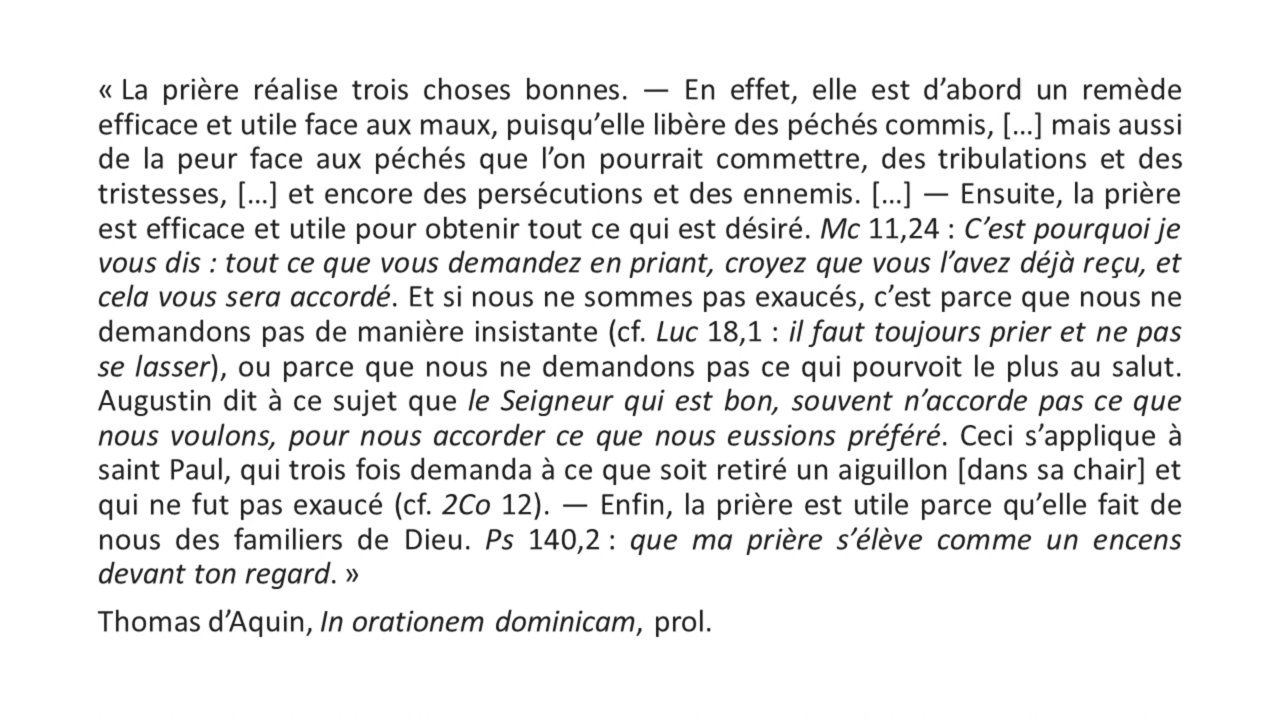 « La prière réalise trois choses bonnes. — En effet, elle est d’abord un remède
efficace et utile face aux maux, puisqu’elle libère des péchés commis, […] mais aussi
de la peur face aux péchés que l’on pourrait commettre, des tribulations et des
tristesses, […] et encore des persécutions et des ennemis. […] — Ensuite, la prière
est efficace et utile pour obtenir tout ce qui est désiré. Mc 11,24 : C’est pourquoi je
vous dis : tout ce que vous demandez en priant, croyez que vous l’avez déjà reçu, et
cela vous sera accordé. Et si nous ne sommes pas exaucés, c’est parce que nous ne
demandons pas de manière insistante (cf. Luc 18,1 : il faut toujours prier et ne pas
se lasser), ou parce que nous ne demandons pas ce qui pourvoit le plus au salut.
Augustin dit à ce sujet que le Seigneur qui est bon, souvent n’accorde pas ce que
nous voulons, pour nous accorder ce que nous eussions préféré. Ceci s’applique à
saint Paul, qui trois fois demanda à ce que soit retiré un aiguillon [dans sa chair] et
qui ne fut pas exaucé (cf. 2Co 12). — Enfin, la prière est utile parce qu’elle fait de
nous des familiers de Dieu. Ps 140,2 : que ma prière s’élève comme un encens
devant ton regard. »
Thomas d’Aquin, In orationem dominicam, prol.